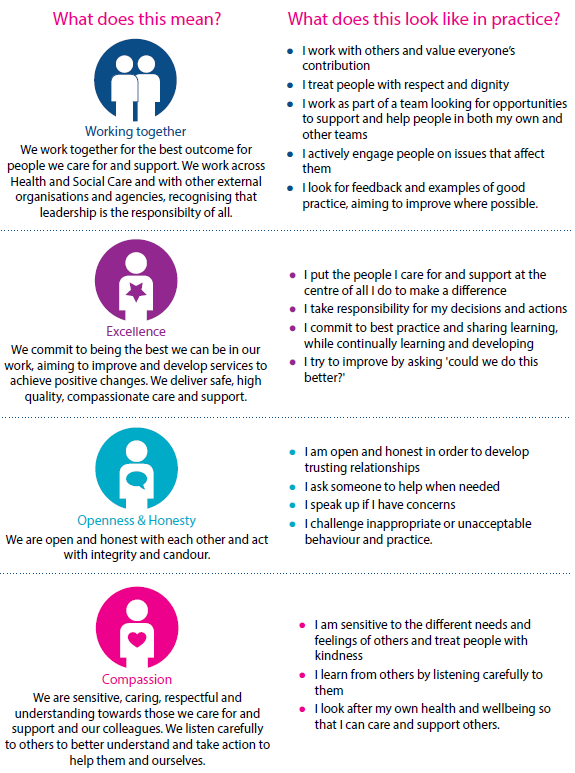 What does this mean?
What does this look like in practice?
Working together
We work together for the best outcome for
people we care for and support. We work across
Health and Social Care and with other external
organisations and agencies, recognising that
leadership is the responsibilty of all.
• I work with others and value everyone's
contribution
• I treat people with respect and dignity
• I work as part of a team looking for opportunities
to support and help people in both my own and
other teams
• I actively engage people on issues that affect
them
• I look for feedback and examples of good
practice, aiming to improve where possible.
Excellence
We commit to being the best we can be in our
work, aiming to improve and develop services to
achieve positive changes. We deliver safe, high
quality, compassionate care and support.
• I put the people I care for and support at the
centre of all I do to make a difference
• I take responsibility for my decisions and actions
• I commit to best practice and sharing learning,
while continually learning and developing
• I try to improve by asking 'could we do this
better?'
Openness & Honesty
We are open and honest with each other and act
with integrity and candour.
• I am open and honest in order to develop
trusting relationships
• I ask someone to help when needed
• I speak up if I have concerns
• I challenge inappropriate or unacceptable
behaviour and practice.
Compassion
We are sensitive, caring, respectful and
understanding towards those we care for and
support and our colleagues. We listen carefully
to others to better understand and take action to
help them and ourselves.
• I am sensitive to the different needs and
feelings of others and treat people with
kindness
• I learn from others by listening carefully to
them
• I look after my own health and wellbeing so
that I can care and support others.